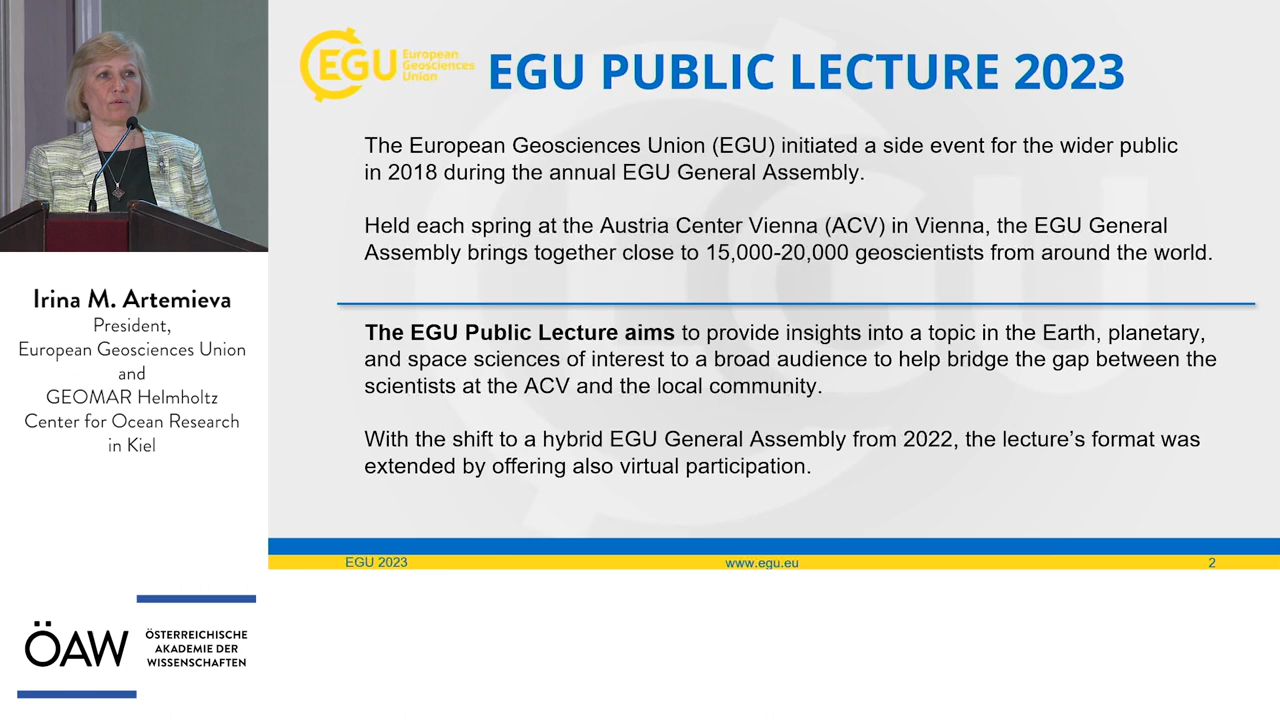 EGU European
Geosciences
Union
EGU PUBLIC LECTURE 2023
The European Geosciences Union (EGU) initiated a side event for the wider public
in 2018 during the annual EGU General Assembly.
Held each spring at the Austria Center Vienna (ACV) in Vienna, the EGU General
Assembly brings together close to 15,000-20,000 geoscientists from around the world.
The EGU Public Lecture aims to provide insights into a topic in the Earth, planetary,
and space sciences of interest to a broad audience to help bridge the gap between the
scientists at the ACV and the local community.
With the shift to a hybrid EGU General Assembly from 2022, the lecture's format was
extended by offering also virtual participation.
EGU 2023
www.egu.eu
2
Irina M. Artemieva
President,
European Geosciences Union
and
GEOMAR Helmholtz
Center for Ocean Research
in Kiel
ÖAW
ÖSTERREICHISCHE
AKADEMIE DER
WISSENSCHAFTEN